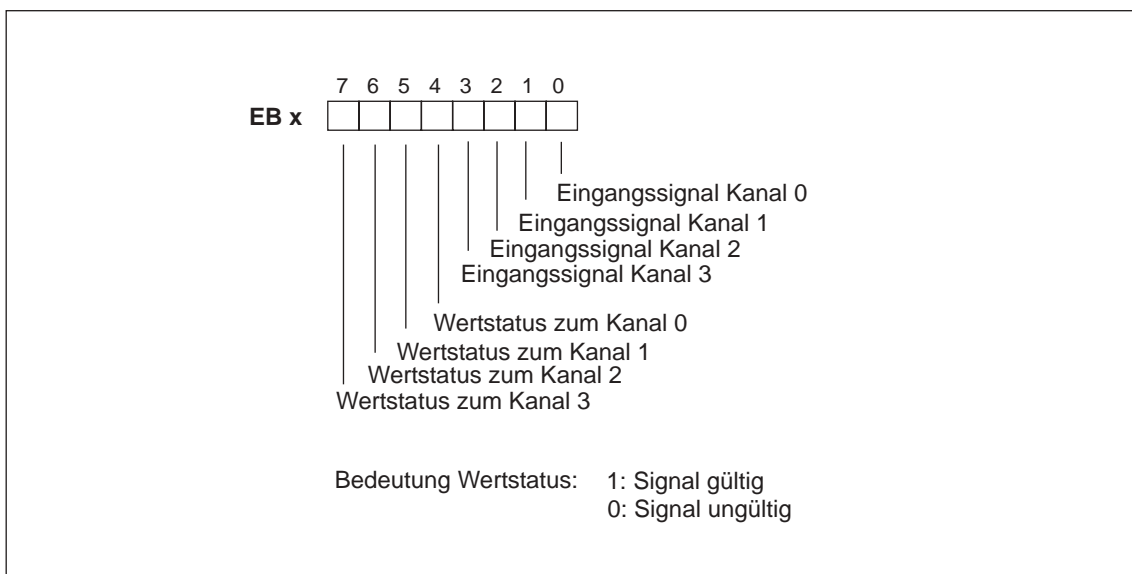 7 6 5 4 3 2 1 0
EB x
Eingangssignal Kanal 0
Eingangssignal Kanal 1
Eingangssignal Kanal 2
Eingangssignal Kanal 3
Wertstatus zum Kanal 0
Wertstatus zum Kanal 1
Wertstatus zum Kanal 2
Wertstatus zum Kanal 3
Bedeutung Wertstatus: 1: Signal gültig
0: Signal ungültig